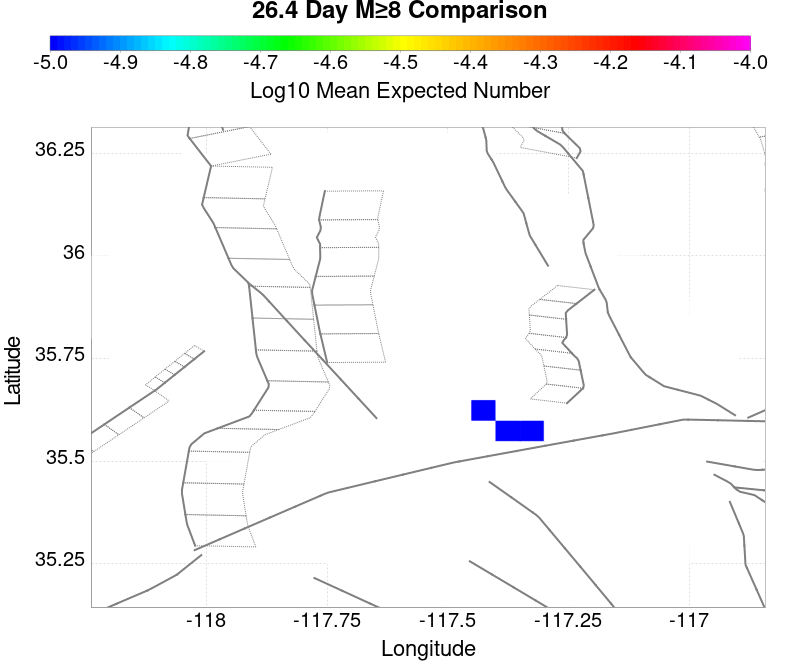 26.4 Day M≥8 Comparison
-5.0 -4.9 -4.8 -4.7 -4.6 -4.5 -4.4 -4.3 -4.2 -4.1 -4.0
Log10 Mean Expected Number
36.25
36
35.75
35.5
35.25
Latitude
-118 -117.75 -117.5 -117.25 -117
Longitude